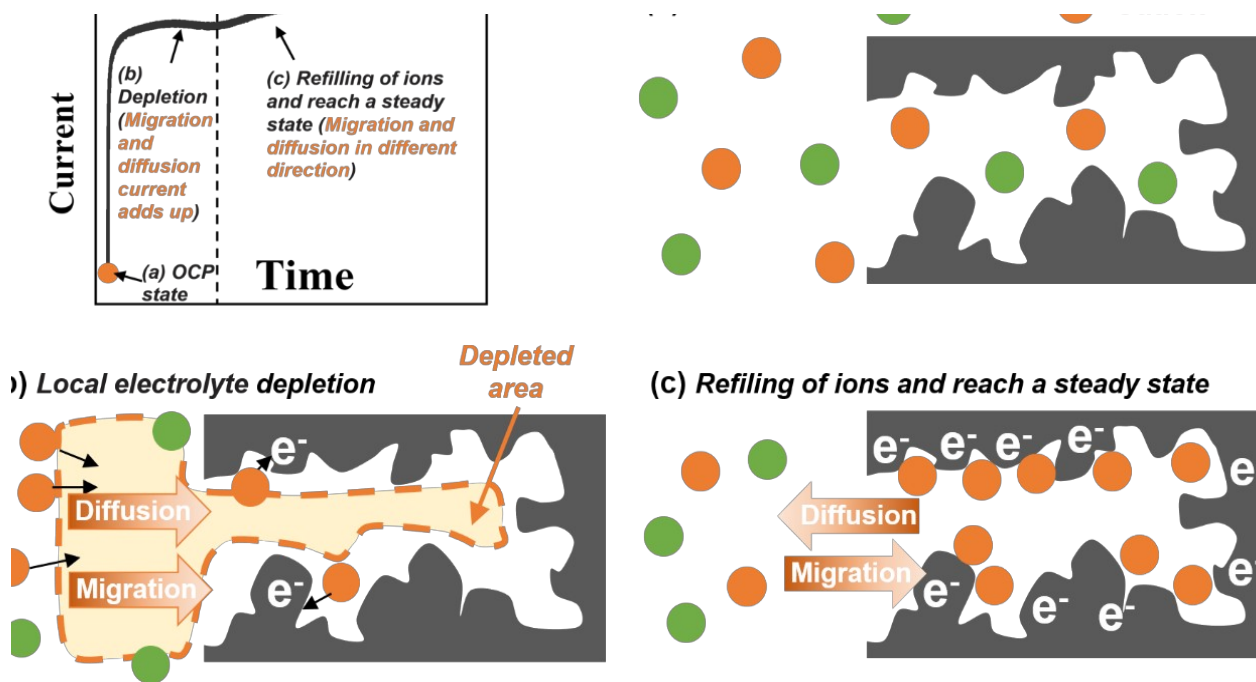 (b)
Depletion
(Migration
and
diffusion
current
adds up)
(c) Refilling of ions
and reach a steady
state (Migration and
diffusion in different
direction)
Current
(a) OCP
state
Time
) Local electrolyte depletion
Depleted
area
e-
Diffusion
Migration
e-
(c) Refiling of ions and reach a steady state
e-
e-
e-
e-
e-
Diffusion
Migration
e-
e-
e-
e-
e-